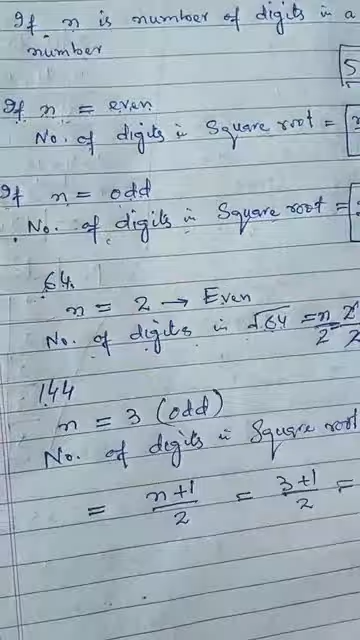 If n is number of digits in a
number
If n = even
No. of digits in Square root =
If n = odd
No. of digits in Square root =
64
n = 2 → Even
No. of digits in √64 = n/2 = 2/2
144
n = 3 (odd)
No. of digits in Square root
= n+1/2 = 3+1/2 =